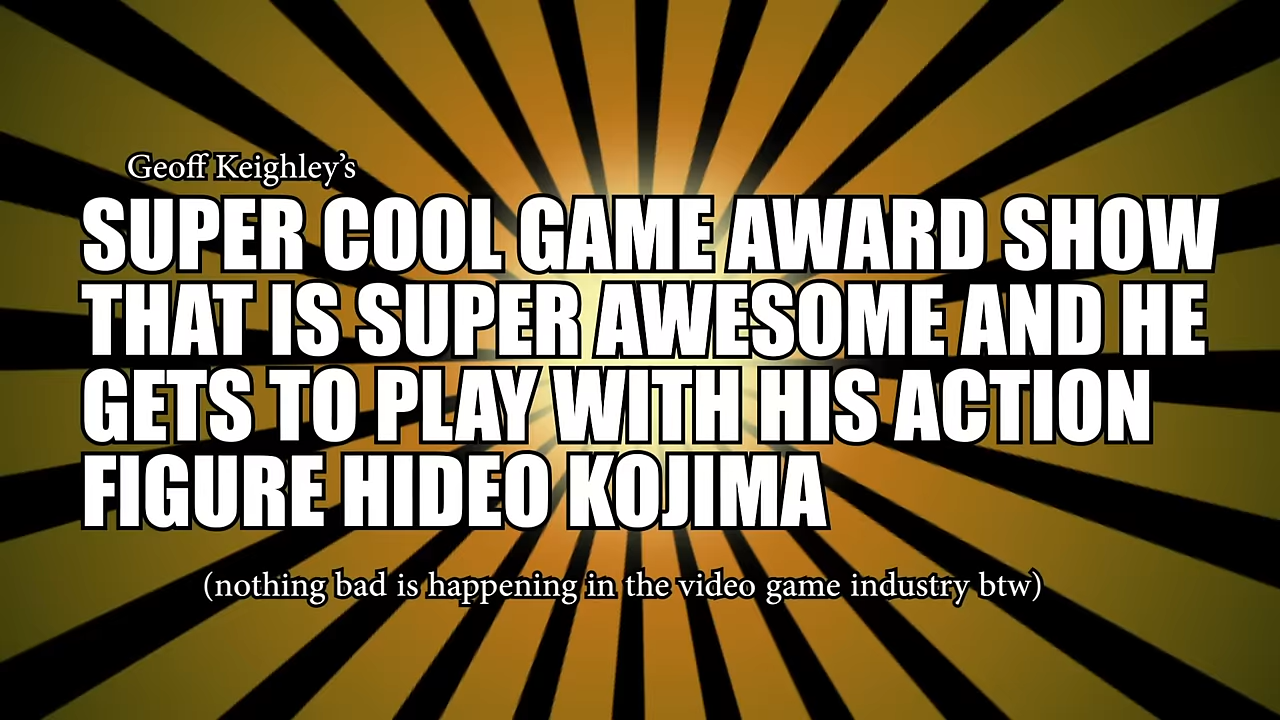 Geoff Keighley’s
SUPER COOL GAME AWARD SHOW
THAT IS SUPER AWESOME AND HE
GETS TO PLAY WITH HIS ACTION
FIGURE HIDEO KOJIMA
(nothing bad is happening in the video game industry btw)